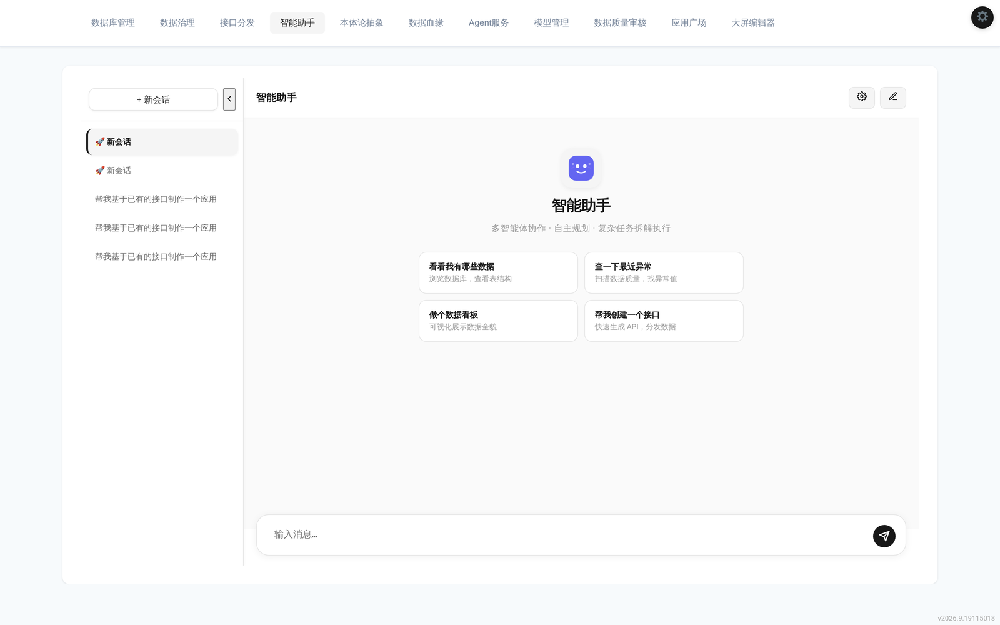 数据库管理
数据治理
接口分发
智能助手
本体论抽象
数据血缘
Agent服务
模型管理
数据质量审核
应用广场
大屏编辑器
+ 新会话
🚀 新会话
🚀 新会话
帮我基于已有的接口制作一个应用
帮我基于已有的接口制作一个应用
帮我基于已有的接口制作一个应用
智能助手
智能助手
多智能体协作 · 自主规划 · 复杂任务拆解执行
看看我有哪些数据
浏览数据库，查看表结构
查一下最近异常
扫描数据质量，找异常值
做个数据看板
可视化展示数据全貌
帮我创建一个接口
快速生成 API，分发数据
输入消息...
v2026.9.19115018